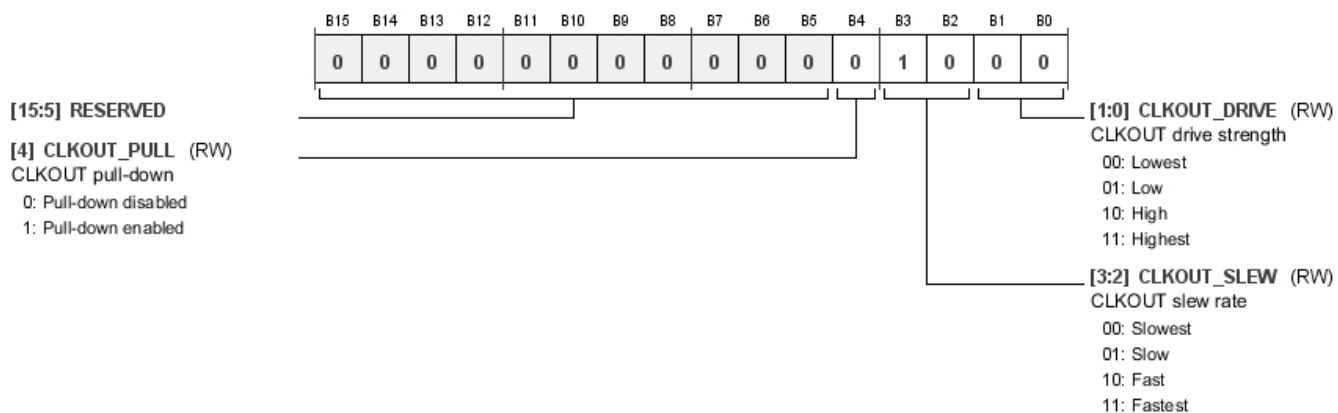 B15 B14 B13 B12 B11 B10 B9 B8 B7 B6 B5 B4 B3 B2 B1 B0
0 0 0 0 0 0 0 0 0 0 0 0 1 0 0 0
[15:5] RESERVED
[4] CLKOUT_PULL (RW)
CLKOUT pull-down
0: Pull-down disabled
1: Pull-down enabled
[1:0] CLKOUT_DRIVE (RW)
CLKOUT drive strength
00: Lowest
01: Low
10: High
11: Highest
[3:2] CLKOUT_SLEW (RW)
CLKOUT slew rate
00: Slowest
01: Slow
10: Fast
11: Fastest